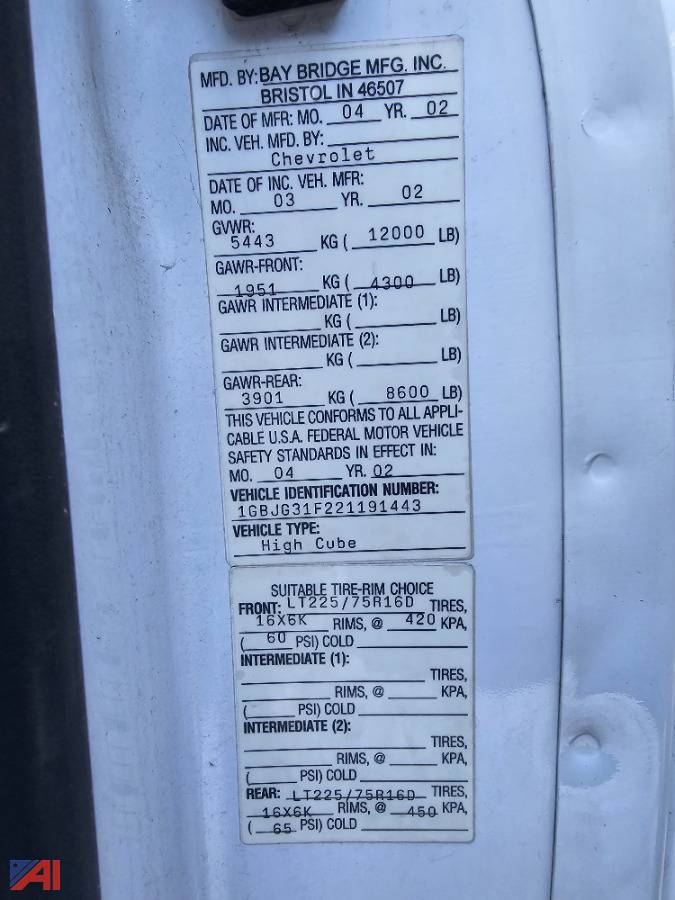 MFD. BY: BAY BRIDGE MFG. INC.
BRISTOL IN 46507
DATE OF MFR: MO. 04 YR. 02
INC. VEH. MFD. BY:
Chevrolet
DATE OF INC. VEH. MFR:
MO. 03 YR. 02
GVWR:
5443 KG ( 12000 LB)
GAWR-FRONT:
1951 KG ( 4300 LB)
GAWR INTERMEDIATE (1):
KG ( LB)
GAWR INTERMEDIATE (2):
KG ( LB)
GAWR-REAR:
3901 KG ( 8600 LB)
THIS VEHICLE CONFORMS TO ALL APPLI-
CABLE U.S.A. FEDERAL MOTOR VEHICLE
SAFETY STANDARDS IN EFFECT IN:
MO. 04 YR. 02
VEHICLE IDENTIFICATION NUMBER:
1GBJG31F221191443
VEHICLE TYPE:
High Cube
SUITABLE TIRE-RIM CHOICE
FRONT: LT225/75R16D TIRES,
16X6K RIMS, @ 420 KPA,
( 60 PSI) COLD
INTERMEDIATE (1):
TIRES,
RIMS, @ KPA,
( PSI) COLD
INTERMEDIATE (2):
TIRES,
RIMS, @ KPA,
( PSI) COLD
REAR: LT225/75R16D TIRES,
16X6K RIMS, @ 450 KPA,
( 65 PSI) COLD
AI